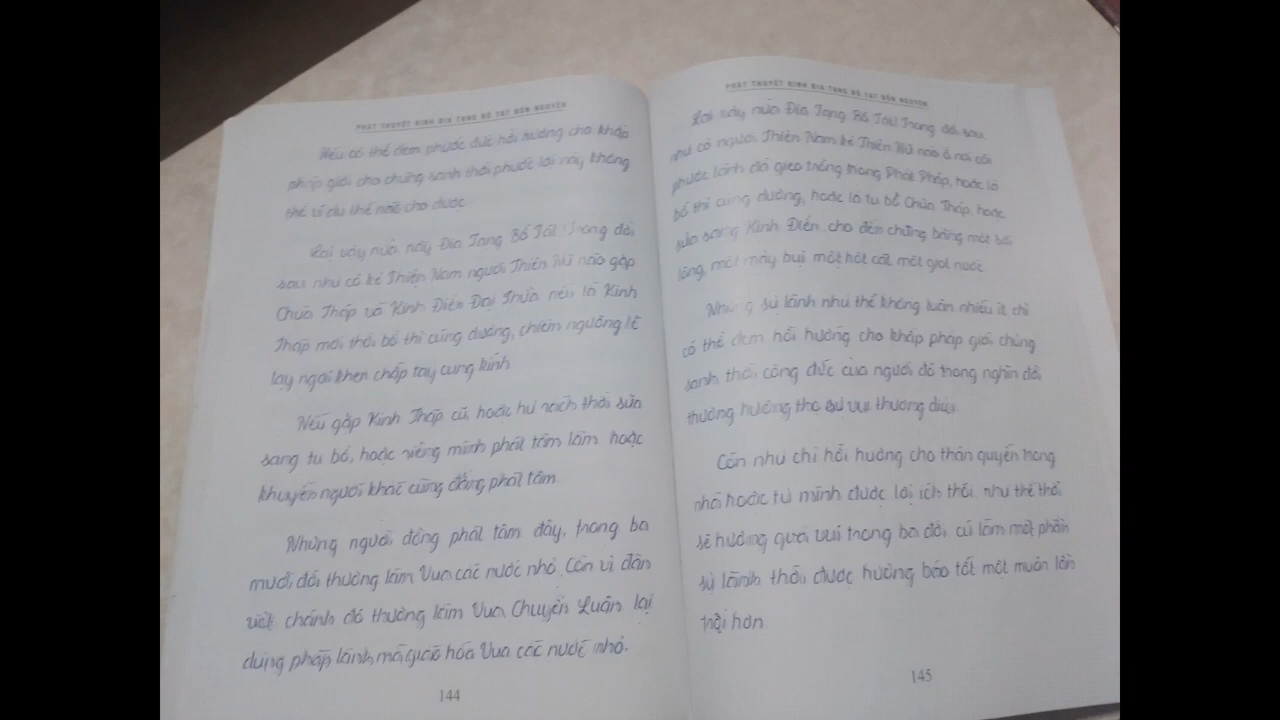 PHẬT THUYẾT KINH ĐỊA TẠNG BỒ TÁT BỔN NGUYỆN
Nếu có thể đem phước đức hồi hướng cho khắp
pháp giới cho chúng sanh thời phước lợi này không
thể ví dụ thế nào cho được
Lại vậy nữa này Địa Tạng Bồ Tát! Trong đời
sau như có kẻ Thiện Nam người Thiện Nữ nào gặp
Chùa Tháp và Kinh Điển Đại Thừa nếu là Kinh
Tháp mới thời bố thí cúng dường, chiêm ngưỡng lễ
lạy ngợi khen chắp tay cung kính
Nếu gặp Kinh Tháp cũ, hoặc hư rách thời sửa
sang tu bổ, hoặc riêng mình phát tâm làm hoặc
khuyến người khác cùng đồng phát tâm.
Những người đồng phát tâm đây, trong ba
mươi đời thường làm Vua các nước nhỏ. Còn vì đàn
việt chánh đó thường làm Vua Chuyển Luân lại
dùng pháp lành mà giáo hóa Vua các nước nhỏ.
144
PHẬT THUYẾT KINH ĐỊA TẠNG BỒ TÁT BỔN NGUYỆN
Lại vậy nữa Địa Tạng Bồ Tát! Trong đời sau
như có người Thiện Nam kẻ Thiện Nữ nào ở nơi cội
phước lành đã gieo trồng trong Phật Pháp, hoặc là
bố thí cúng dường, hoặc là tu bổ Chùa Tháp, hoặc
sửa sang Kinh Điển, cho đến chừng bằng một sợi
lông, một mảy bụi một hột cát một giọt nước
Những sự lành như thế không luận nhiều ít chỉ
có thể đem hồi hướng cho khắp pháp giới chúng
sanh thời công đức của người đó trong nghìn đời
thường hưởng thọ sự vui thượng diệu
Còn như chỉ hồi hướng cho thân quyến trong
nhà hoặc tự mình được lợi ích thôi như thế thời
sẽ hưởng quả vui trong ba đời, cứ làm một phần
sự lành thời được hưởng báo tốt một muôn lần
trội hơn
145